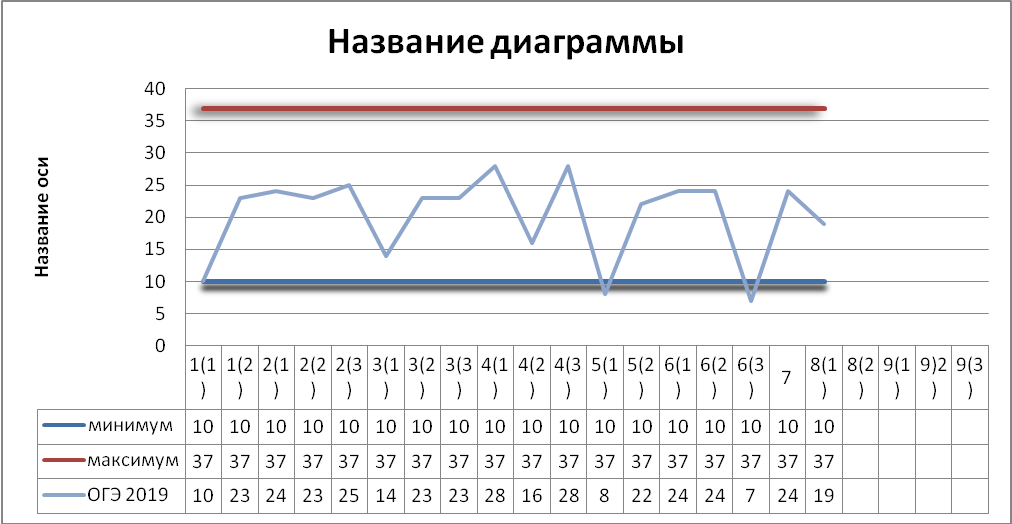 Название диаграммы
Название оси
40
35
30
25
20
15
10
5
0
1(1) 1(2) 2(1) 2(2) 2(3) 3(1) 3(2) 3(3) 4(1) 4(2) 4(3) 5(1) 5(2) 6(1) 6(2) 6(3) 7 8(1) 8(2) 9(1) 9)2) 9(3)
минимум 10 10 10 10 10 10 10 10 10 10 10 10 10 10 10 10 10 10
максимум 37 37 37 37 37 37 37 37 37 37 37 37 37 37 37 37 37 37
ОГЭ 2019 10 23 24 23 25 14 23 23 28 16 28 8 22 24 24 7 24 19